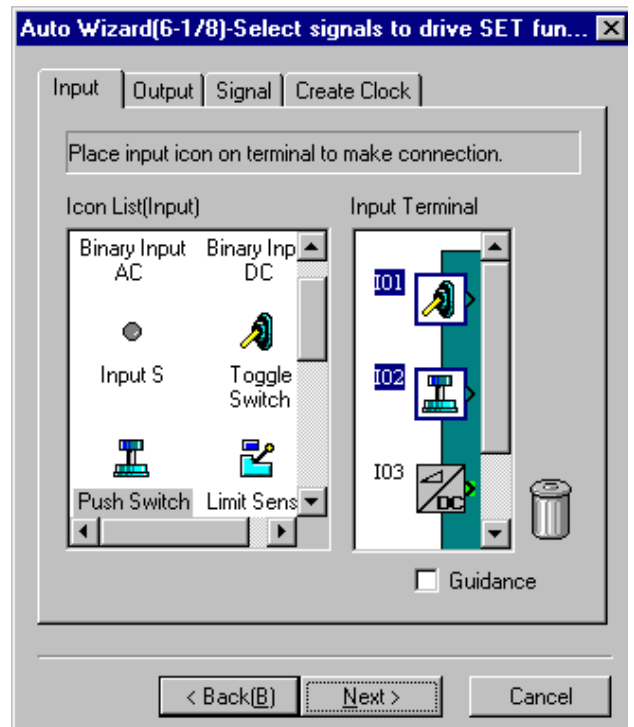 Auto Wizard(6-1/8)-Select signals to drive SET fun...
Input Output Signal Create Clock
Place input icon on terminal to make connection.
Icon List(Input)
Binary Input AC
Binary Inp DC
Input S
Toggle Switch
Push Switch
Limit Sens
Input Terminal
I01
I02
I03
DC
Guidance
< Back(B)
Next >
Cancel